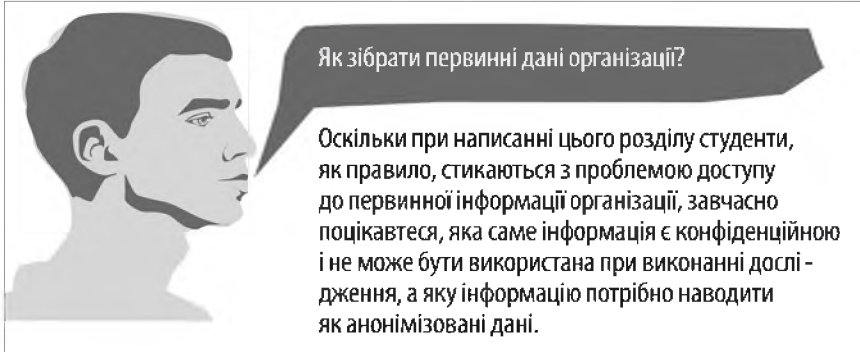 Як зібрати первинні дані організації?
Оскільки при написанні цього розділу студенти,
як правило, стикаються з проблемою доступу
до первинної інформації організації, завчасно
поцікавтеся, яка саме інформація є конфіденційною
і не може бути використана при виконанні дослі -
дження, а яку інформацію потрібно наводити
як анонімізовані дані.